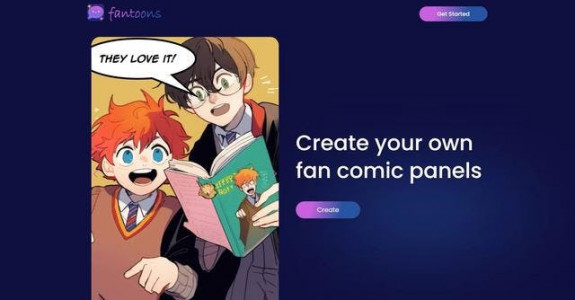 fantoons
Get Started
THEY LOVE IT!
Create your own
fan comic panels
Create